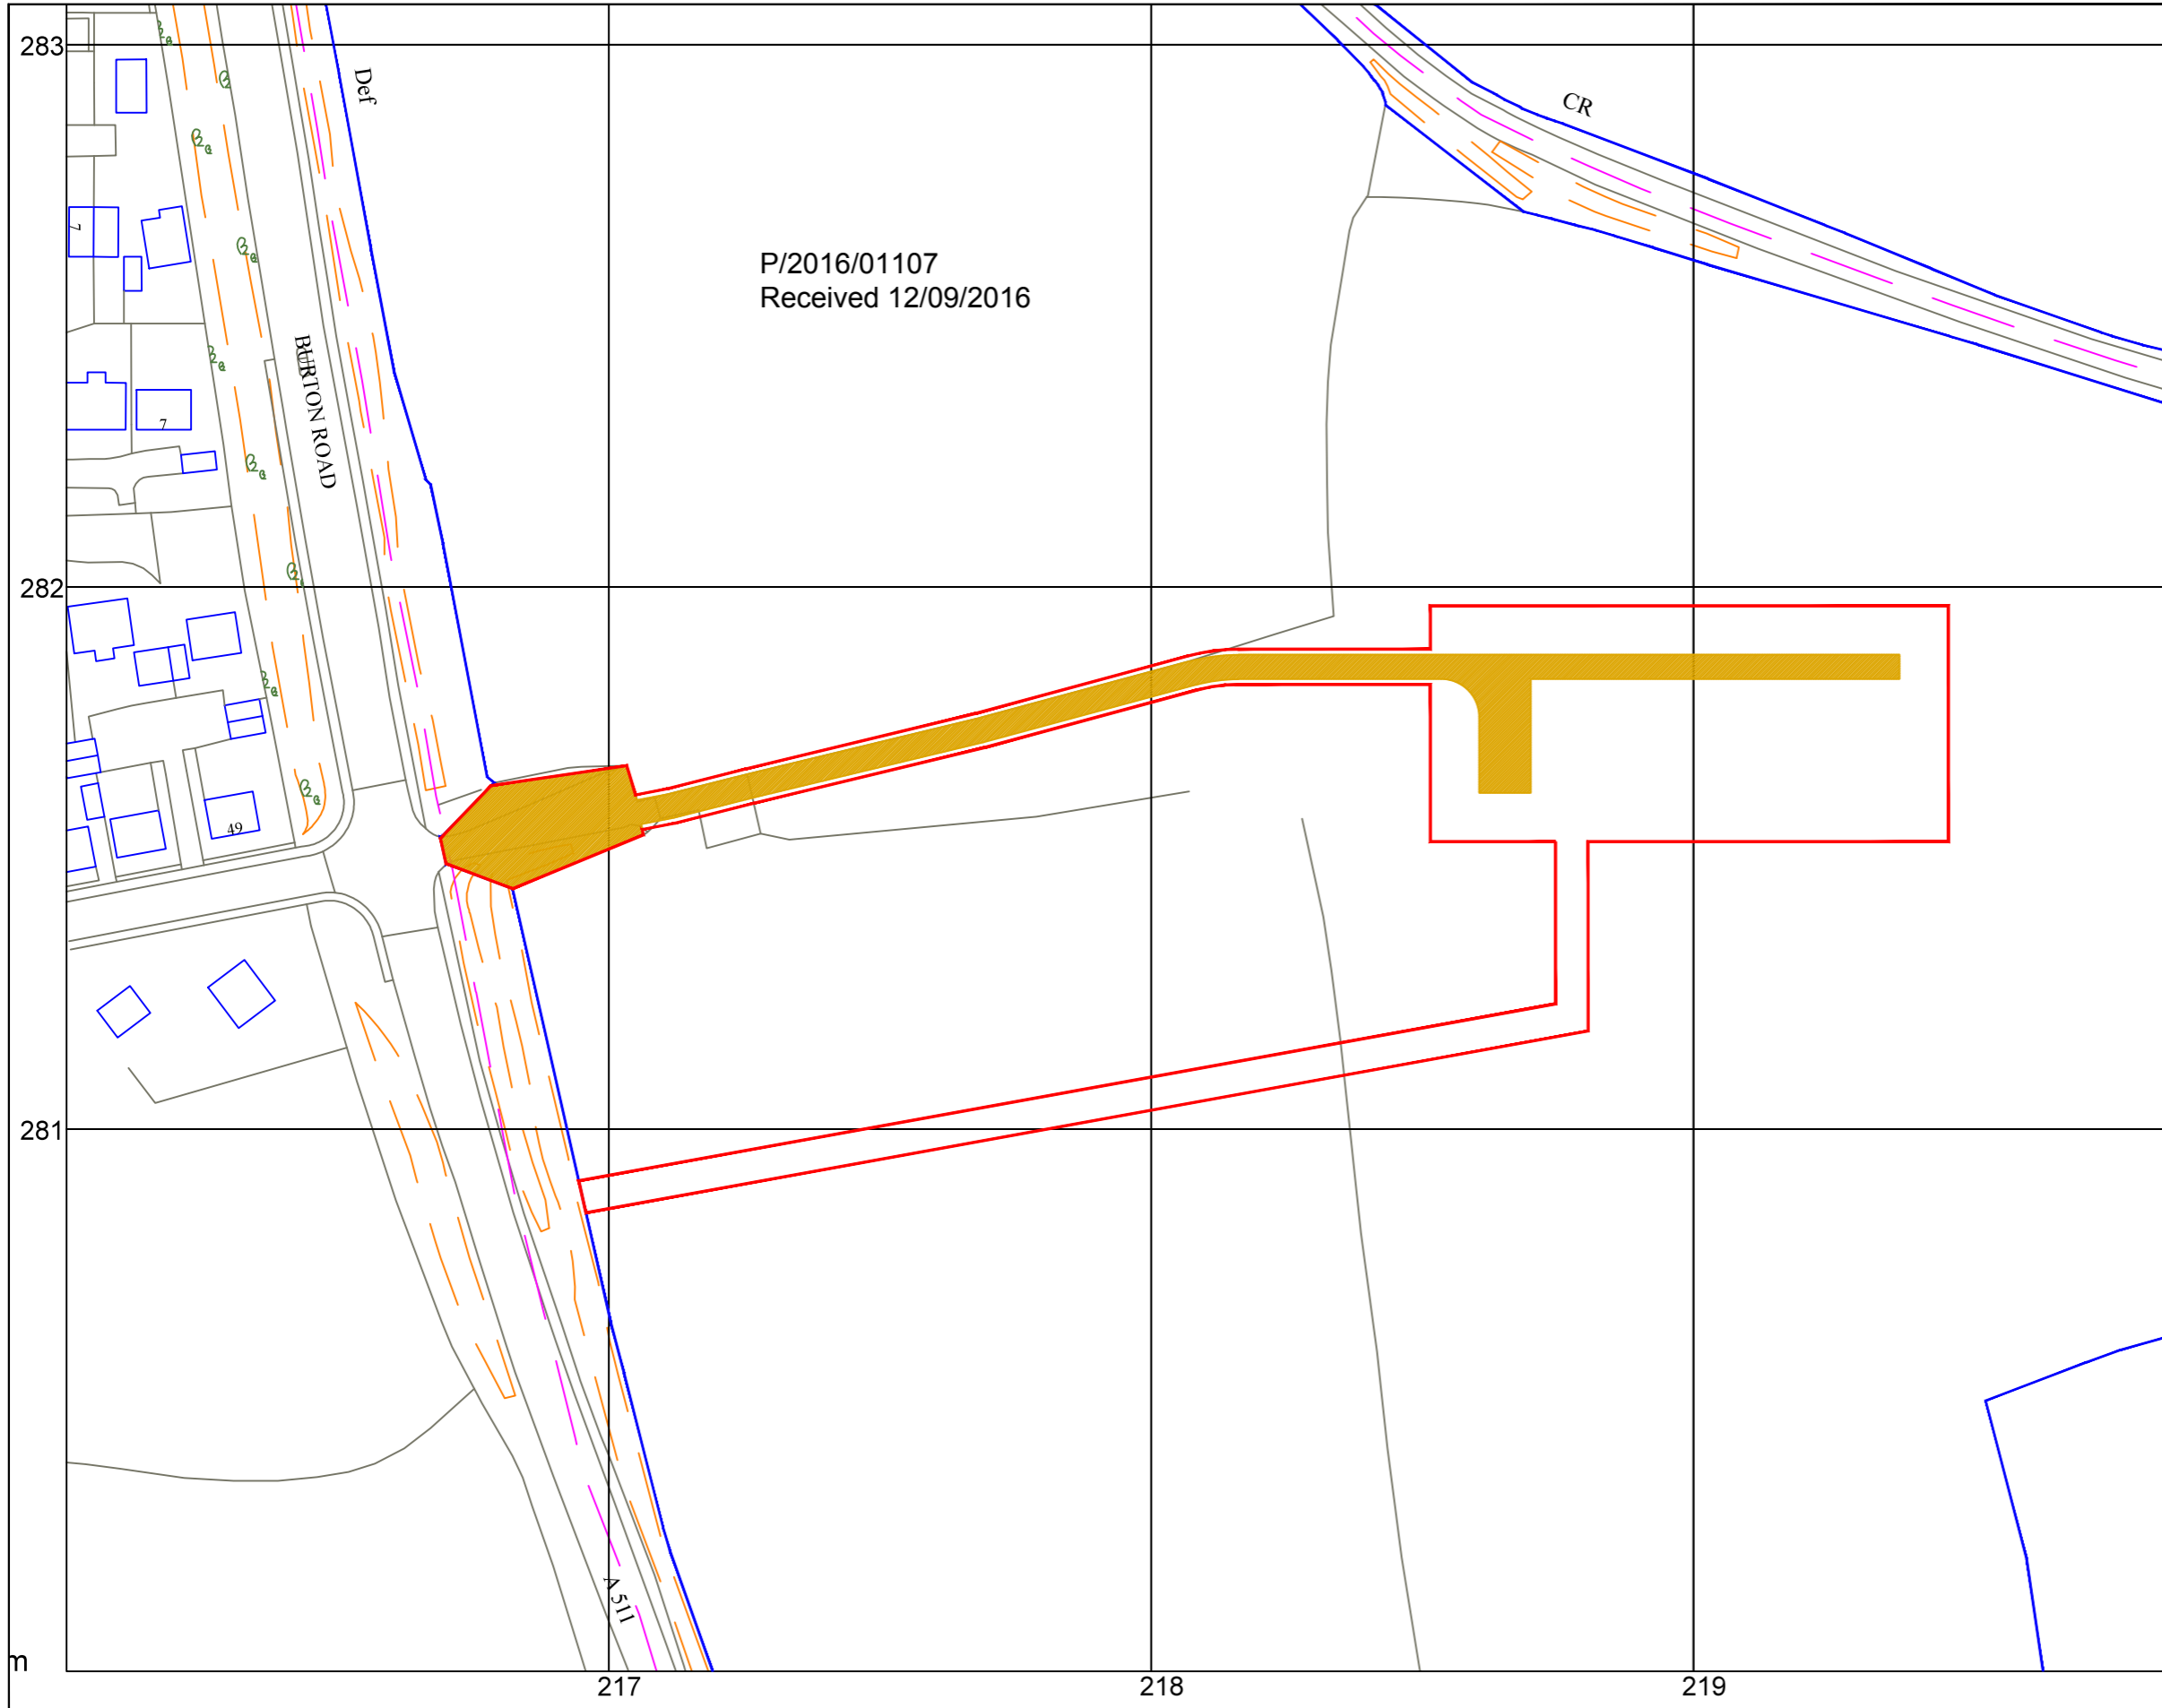 283
Def
CR
7
P/2016/01107
Received 12/09/2016
BURTON ROAD
7
282
49
281
A 511
m
217
218
219